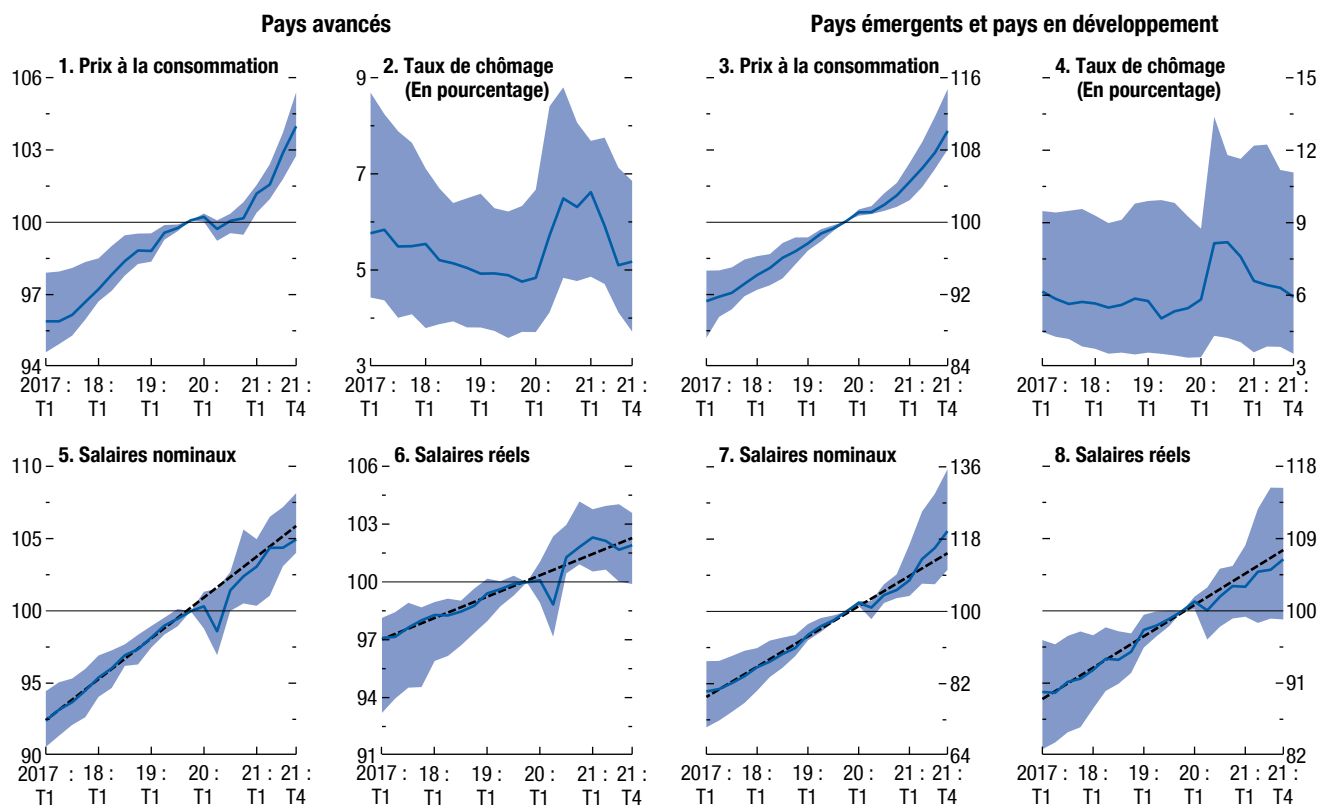 Pays avancés
Pays émergents et pays en développement
1. Prix à la consommation
106
103
100
97
94
2017 : 18 : 19 : 20 : 21 : 21 :
T1 T1 T1 T1 T1 T4
2. Taux de chômage
(En pourcentage)
9
7
5
3
2017 : 18 : 19 : 20 : 21 : 21 :
T1 T1 T1 T1 T1 T4
3. Prix à la consommation
116
108
100
92
84
2017 : 18 : 19 : 20 : 21 : 21 :
T1 T1 T1 T1 T1 T4
4. Taux de chômage
(En pourcentage)
15
12
9
6
3
2017 : 18 : 19 : 20 : 21 : 21 :
T1 T1 T1 T1 T1 T4
5. Salaires nominaux
110
105
100
95
90
2017 : 18 : 19 : 20 : 21 : 21 :
T1 T1 T1 T1 T1 T4
6. Salaires réels
106
103
100
97
94
91
2017 : 18 : 19 : 20 : 21 : 21 :
T1 T1 T1 T1 T1 T4
7. Salaires nominaux
136
118
100
82
64
2017 : 18 : 19 : 20 : 21 : 21 :
T1 T1 T1 T1 T1 T4
8. Salaires réels
118
109
100
91
82
2017 : 18 : 19 : 20 : 21 : 21 :
T1 T1 T1 T1 T1 T4